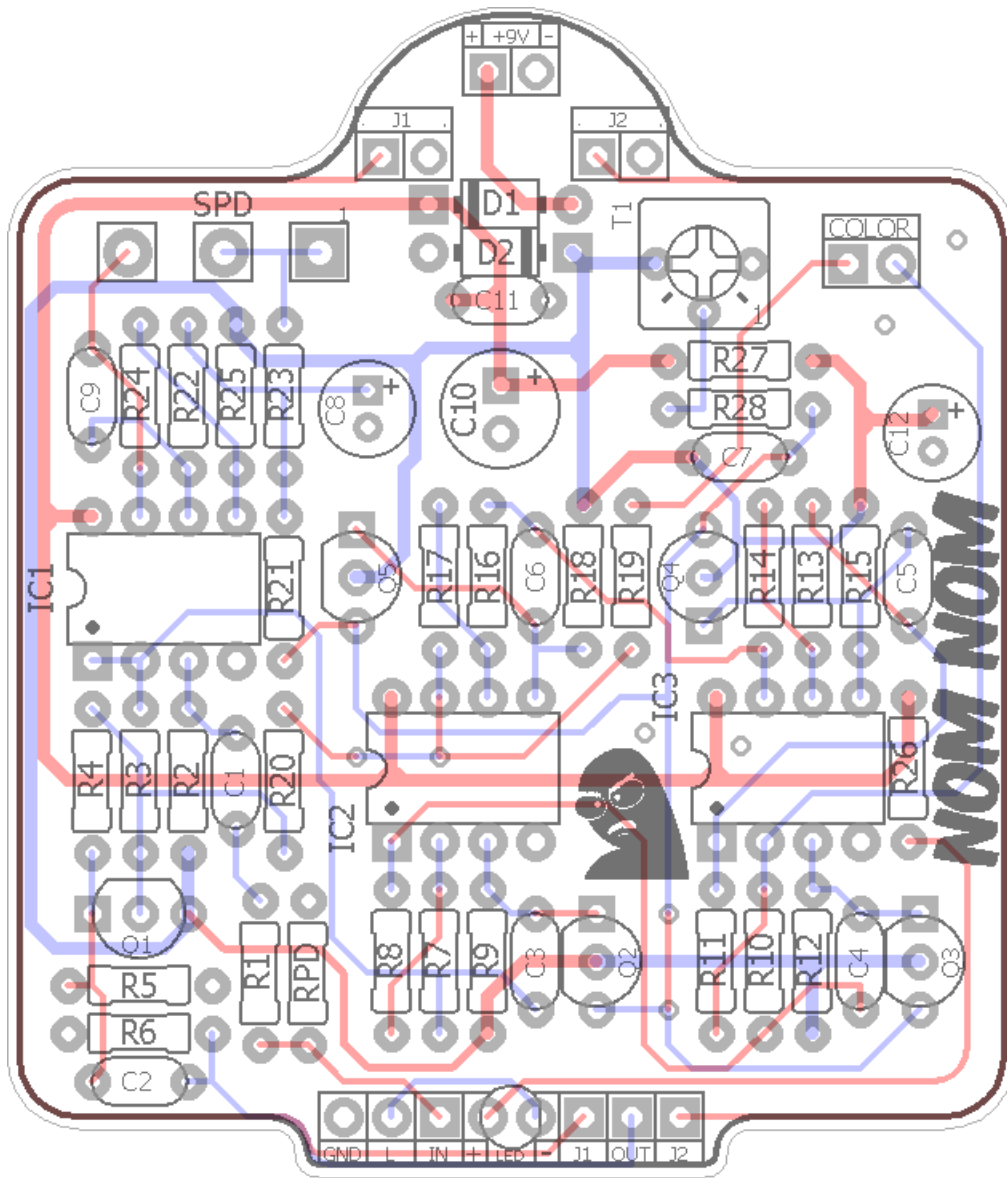 + +9V -
J1
J2
SPD
1
D1
T1
COLOR
D2
C11
1
R27
R24
R22
R25
R23
C9
C8
+
C10
+
R28
C12
+
C7
NOM NOM
IC1
R21
Q5
R17
R16
C6
R18
R19
Q4
R14
R13
R15
C5
IC3
R4
R3
R2
C1
R20
IC2
R26
Q1
R1
RPD
R8
R7
R9
C3
Q2
R11
R10
R12
C4
Q3
R5
R6
C2
GND L IN + LED - J1 OUT J2